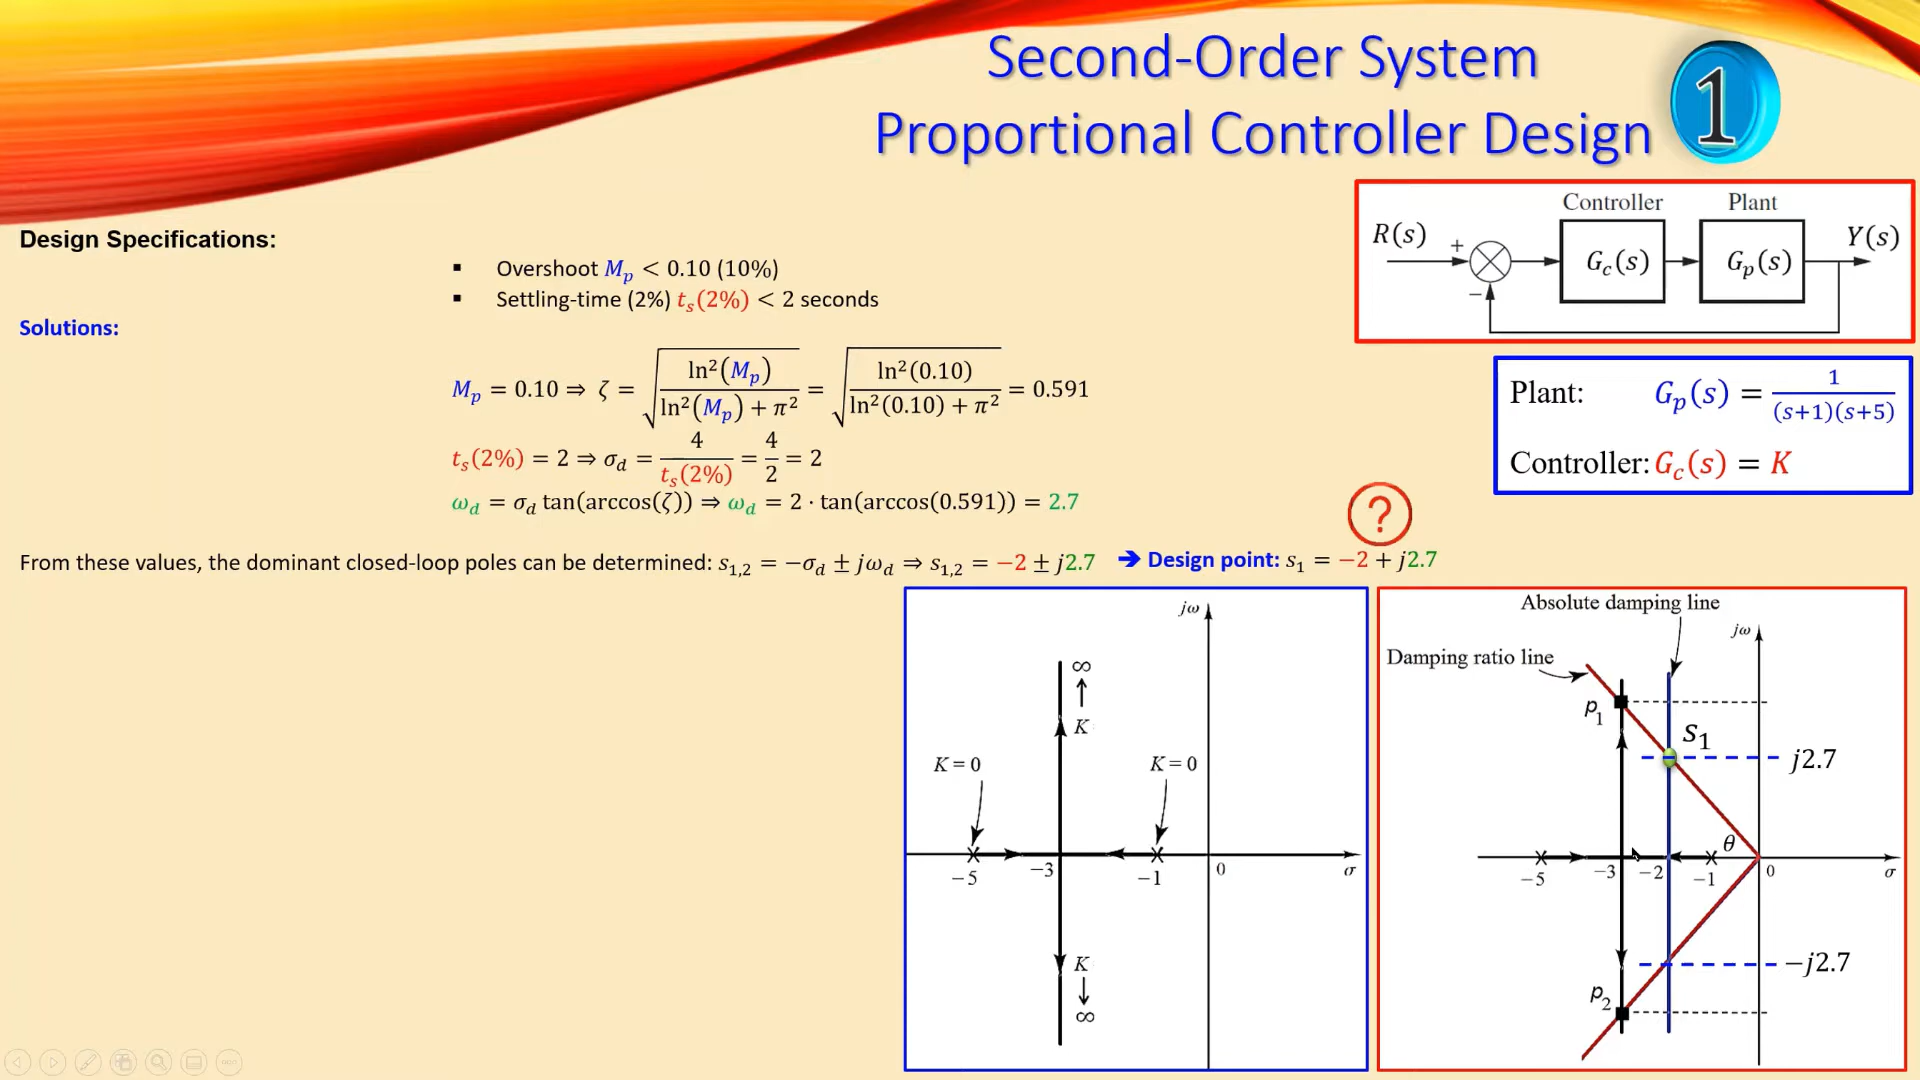 Second-Order System
Proportional Controller Design
1
Controller Plant
R(s) + G_c(s) G_p(s) Y(s)
−
Design Specifications:
▪ Overshoot M_p < 0.10 (10%)
▪ Settling-time (2%) t_s(2%) < 2 seconds
Solutions:
M_p = 0.10 ⇒ ζ = √(ln²(M_p) / (ln²(M_p) + π²)) = √(ln²(0.10) / (ln²(0.10) + π²)) = 0.591
t_s(2%) = 2 ⇒ σ_d = 4/t_s(2%) = 4/2 = 2
ω_d = σ_d tan(arccos(ζ)) ⇒ ω_d = 2 · tan(arccos(0.591)) = 2.7
Plant: G_p(s) = 1/((s+1)(s+5))
Controller: G_c(s) = K
?
From these values, the dominant closed-loop poles can be determined: s_{1,2} = −σ_d ± jω_d ⇒ s_{1,2} = −2 ± j2.7 ➔ Design point: s_1 = −2 + j2.7
jω
∞
K
K = 0 K = 0
−5 −3 −1 0 σ
K
∞
Absolute damping line
jω
Damping ratio line
p_1
s_1
j2.7
θ
−5 −3 −2 −1 0 σ
−j2.7
p_2